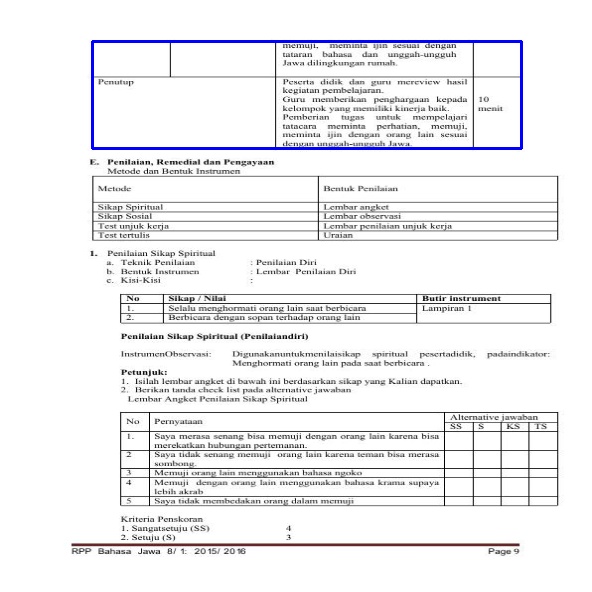 memuji, meminta ijin sesuai dengan
tataran bahasa dan unggah-ungguh
Jawa dilingkungan rumah.
Penutup
Peserta didik dan guru mereview hasil
kegiatan pembelajaran.
Guru memberikan penghargaan kepada
kelompok yang memiliki kinerja baik.
Pemberian tugas untuk mempelajari
tatacara meminta perhatian, memuji,
meminta ijin dengan orang lain sesuai
dengan unggah-ungguh Jawa.
10
menit
E. Penilaian, Remedial dan Pengayaan
Metode dan Bentuk Instrumen
Metode Bentuk Penilaian
Sikap Spiritual Lembar angket
Sikap Sosial Lembar observasi
Test unjuk kerja Lembar penilaian unjuk kerja
Test tertulis Uraian
1. Penilaian Sikap Spiritual
a. Teknik Penilaian : Penilaian Diri
b. Bentuk Instrumen : Lembar Penilaian Diri
c. Kisi-Kisi :
No Sikap / Nilai Butir instrument
1. Selalu menghormati orang lain saat berbicara Lampiran 1
2. Berbicara dengan sopan terhadap orang lain
Penilaian Sikap Spiritual (Penilaiandiri)
InstrumenObservasi: Digunakanuntukmenilaisikap spiritual pesertadidik, padaindikator:
Menghormati orang lain pada saat berbicara .
Petunjuk:
1. Isilah lembar angket di bawah ini berdasarkan sikap yang Kalian dapatkan.
2. Berikan tanda check list pada alternative jawaban
Lembar Angket Penilaian Sikap Spiritual
No Pernyataan Alternative jawaban
SS S KS TS
1. Saya merasa senang bisa memuji dengan orang lain karena bisa
merekatkan hubungan pertemanan.
2 Saya tidak senang memuji orang lain karena teman bisa merasa
sombong.
3 Memuji orang lain menggunakan bahasa ngoko
4 Memuji dengan orang lain menggunakan bahasa krama supaya
lebih akrab
5 Saya tidak membedakan orang dalam memuji
Kriteria Penskoran
1. Sangatsetuju (SS) 4
2. Setuju (S) 3
RPP Bahasa Jawa 8/ 1: 2015/ 2016 Page 9